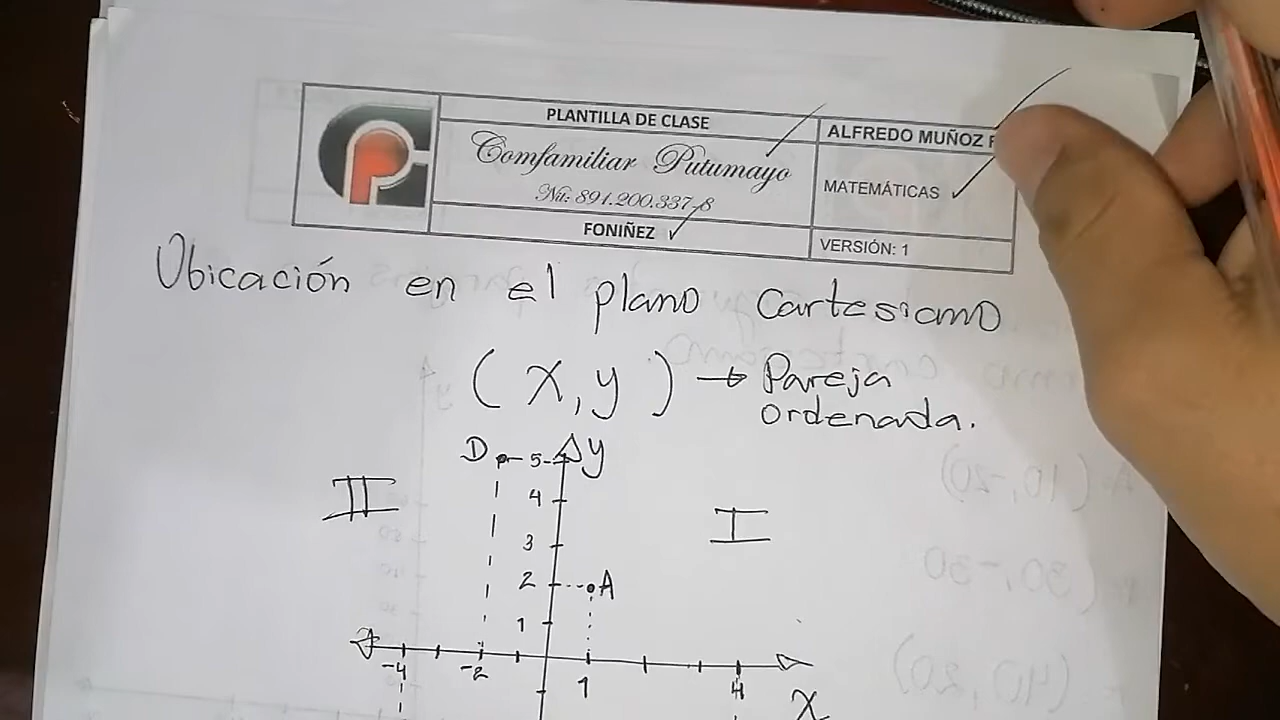 PLANTILLA DE CLASE
ALFREDO MUÑOZ
Comfamiliar Putumayo
Nit: 891.200.337-8
MATEMÁTICAS
FONIÑEZ
VERSIÓN: 1
Ubicación en el plano Cartesiano
(x, y) → Pareja
ordenada.
D 5 y
II
4
I
3
2 A
1
-4 -2 1 4
X